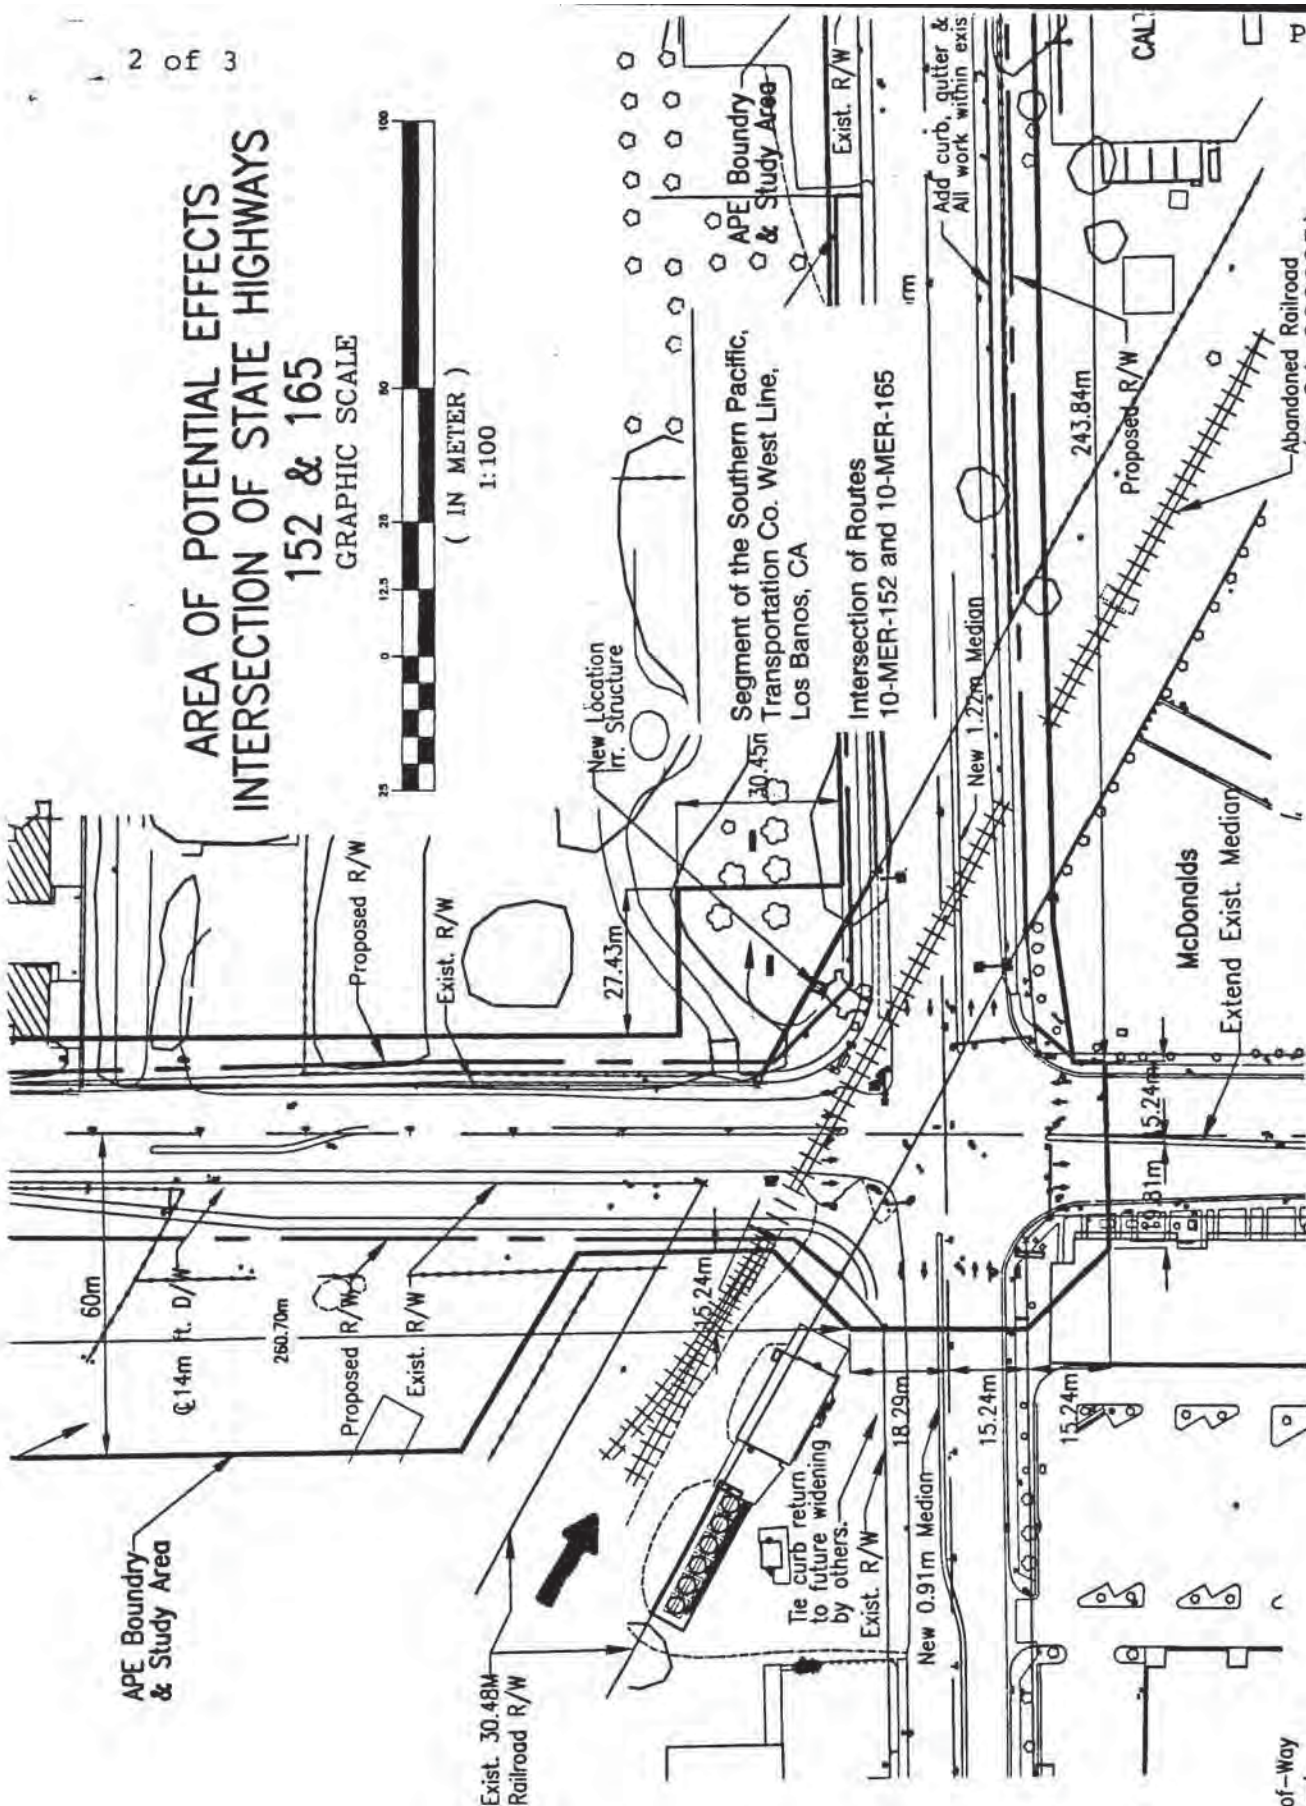 2 of 3
AREA OF POTENTIAL EFFECTS
INTERSECTION OF STATE HIGHWAYS
152 & 165
GRAPHIC SCALE
25 0 12.5 25 50 100
( IN METER )
1:100
APE Boundry
& Study Area
Exist. R/W
Add curb, gutter &
All work within exis
CAL
Segment of the Southern Pacific,
Transportation Co. West Line,
Los Banos, CA
Intersection of Routes
10-MER-152 and 10-MER-165
New Location
Irr. Structure
30.45m
27.43m
Proposed R/W
Exist. R/W
New 1.22m Median
243.84m
Proposed R/W
Abandoned Railroad
McDonalds
Extend Exist. Median
15.24m
9.81m
60m
℄14m ft. D/W
260.70m
Proposed R/W
Exist. R/W
15.24m
18.29m
15.24m
15.24m
APE Boundry
& Study Area
Exist. 30.48M
Railroad R/W
Tie curb return
to future widening
by others.
Exist. R/W
New 0.91m Median
of-Way